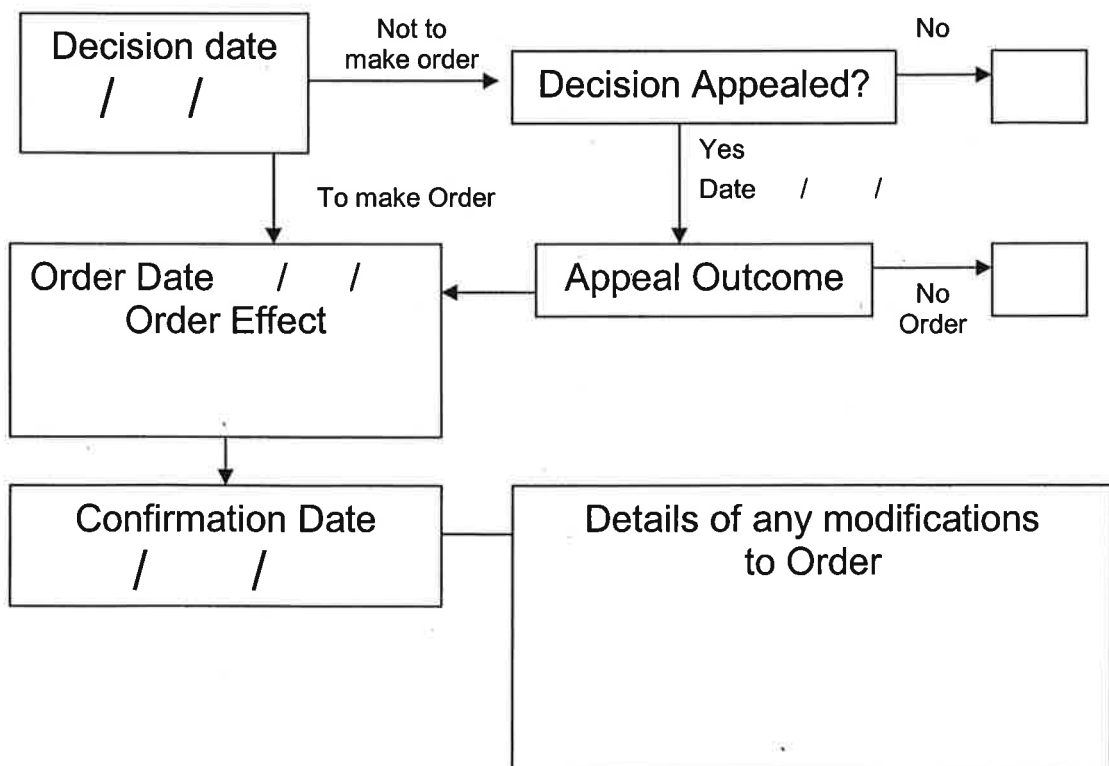 Decision date
/ /
Not to
make order
Decision Appealed?
No
To make Order
Yes
Date / /
Order Date / /
Order Effect
Appeal Outcome
No
Order
Confirmation Date
/ /
Details of any modifications
to Order